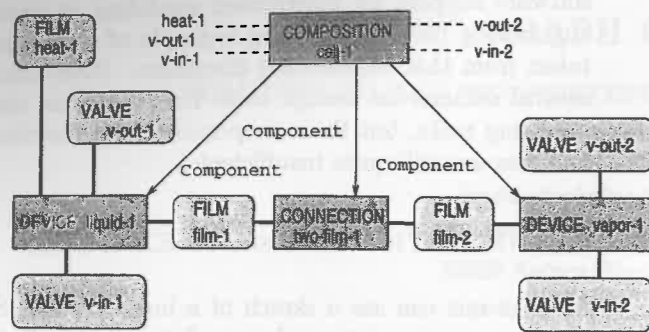 FILM
heat-1
heat-1
v-out-1
v-in-1
COMPOSITION
cell-1
v-out-2
v-in-2
VALVE
v-out-1
Component
Component
VALVE v-out-2
DEVICE liquid-1
FILM
film-1
CONNECTION
two-film-1
FILM
film-2
DEVICE vapor-1
VALVE v-in-1
VALVE v-in-2